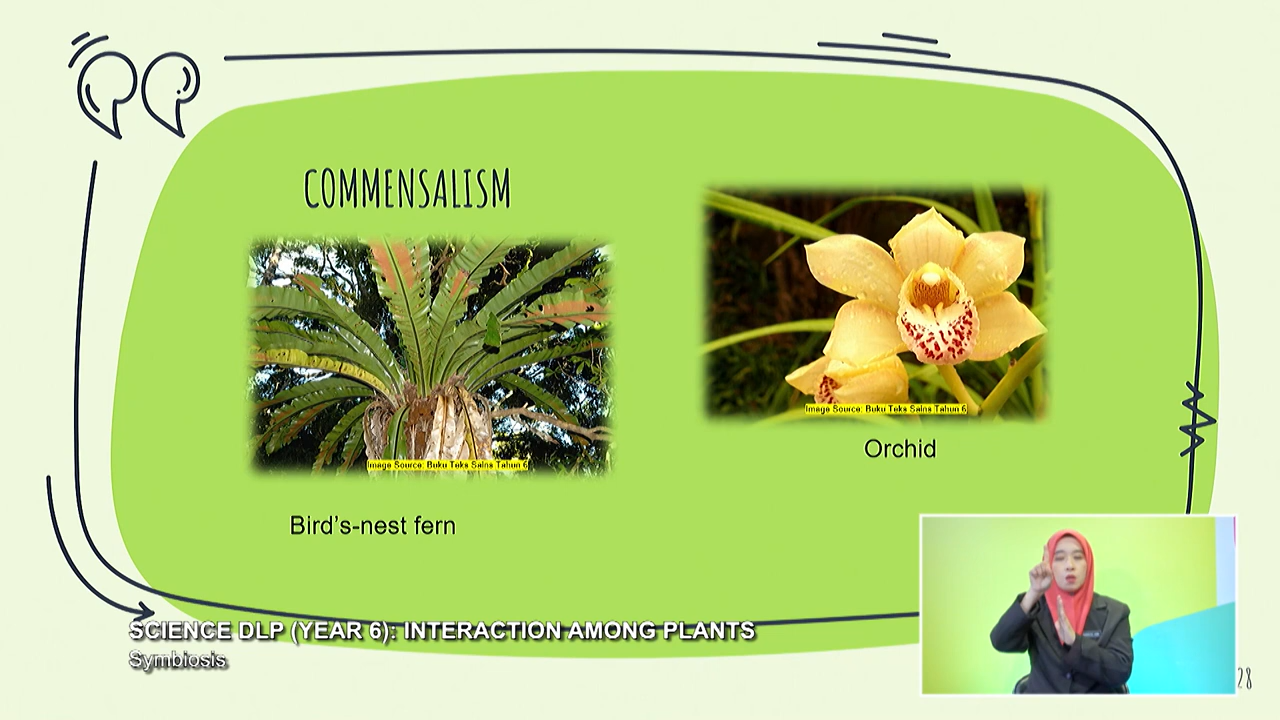 COMMENSALISM
Image Source: Buku Teks Sains Tahun 6
Bird's-nest fern
Image Source: Buku Teks Sains Tahun 6
Orchid
SCIENCE DLP (YEAR 6): INTERACTION AMONG PLANTS
Symbiosis
28